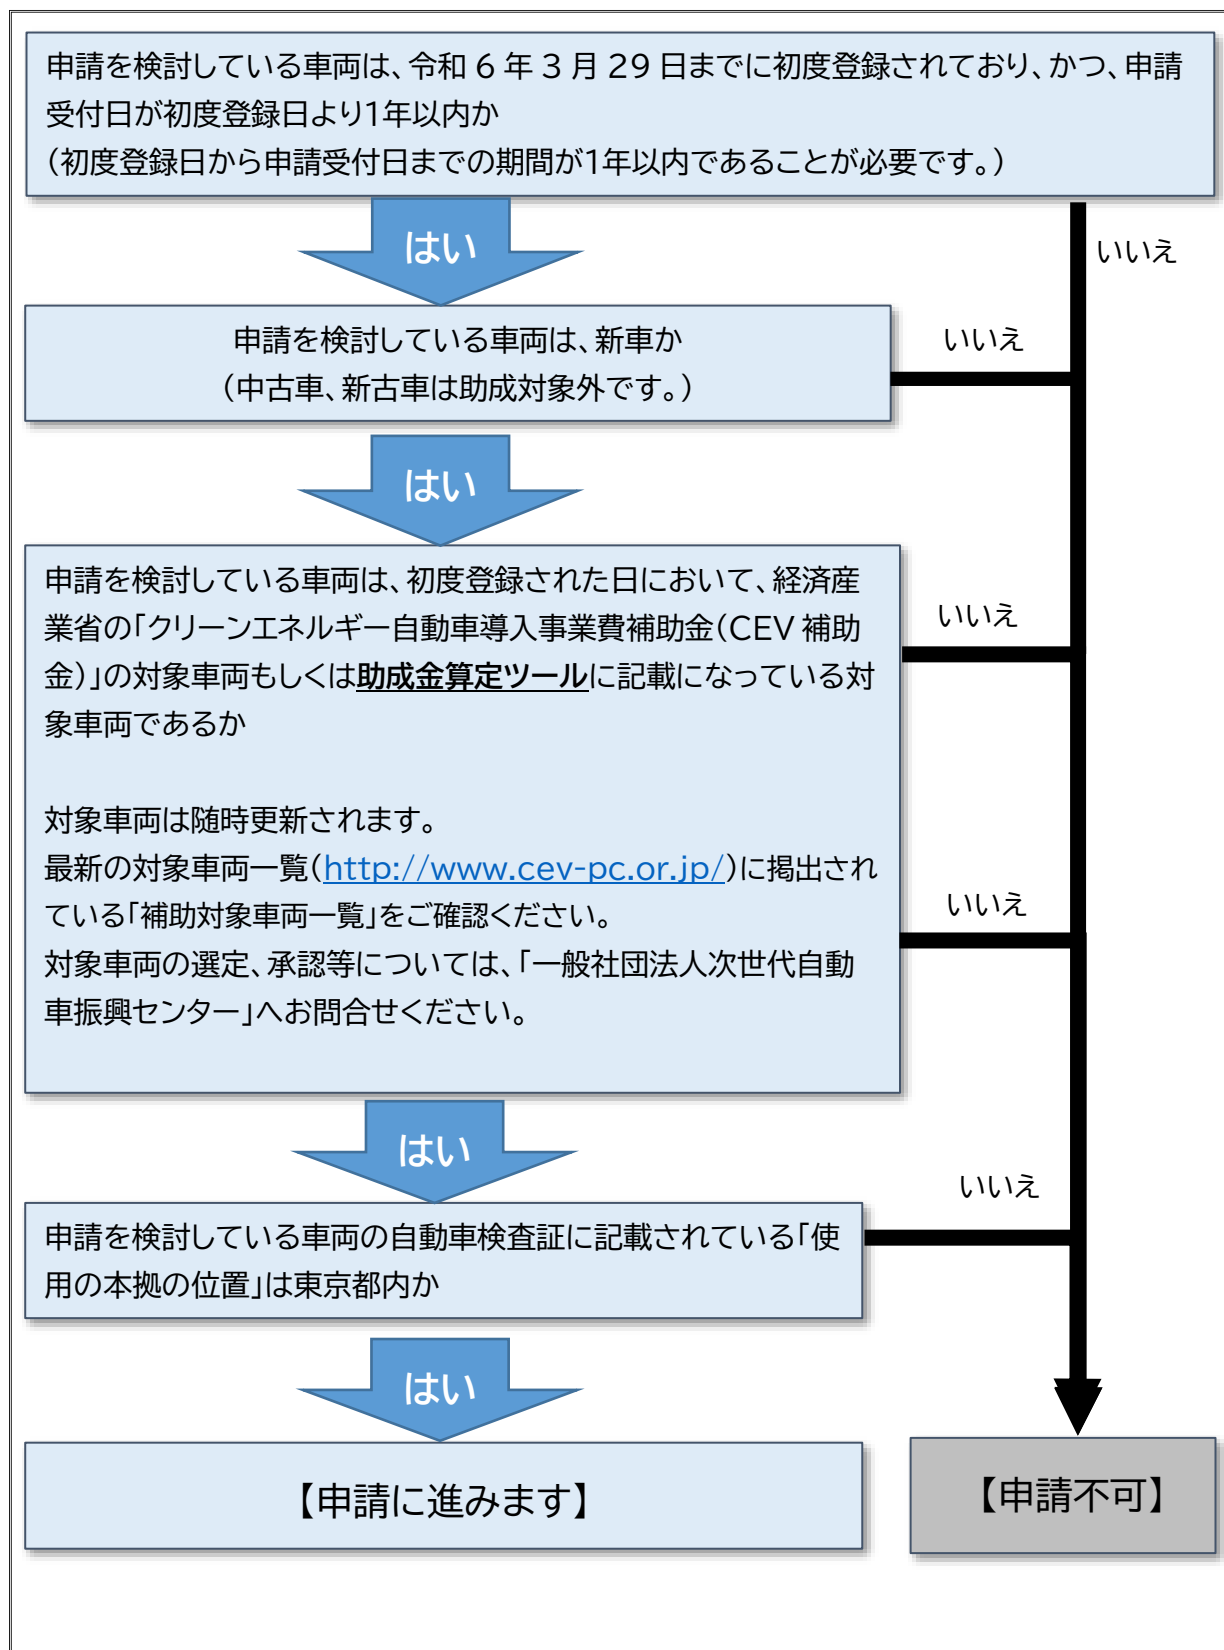 申請を検討している車両は、令和 6 年 3 月 29 日までに初度登録されており、かつ、申請
受付日が初度登録日より1年以内か
（初度登録日から申請受付日までの期間が1年以内であることが必要です。）
はい
いいえ
申請を検討している車両は、新車か
（中古車、新古車は助成対象外です。）
いいえ
はい
申請を検討している車両は、初度登録された日において、経済産
業省の「クリーンエネルギー自動車導入事業費補助金（CEV 補助
金）」の対象車両もしくは助成金算定ツールに記載になっている対
象車両であるか
いいえ
対象車両は随時更新されます。
最新の対象車両一覧（http://www.cev-pc.or.jp/）に掲出され
ている「補助対象車両一覧」をご確認ください。
対象車両の選定、承認等については、「一般社団法人次世代自動
車振興センター」へお問合せください。
いいえ
はい
申請を検討している車両の自動車検査証に記載されている「使
用の本拠の位置」は東京都内か
いいえ
はい
【申請に進みます】
【申請不可】